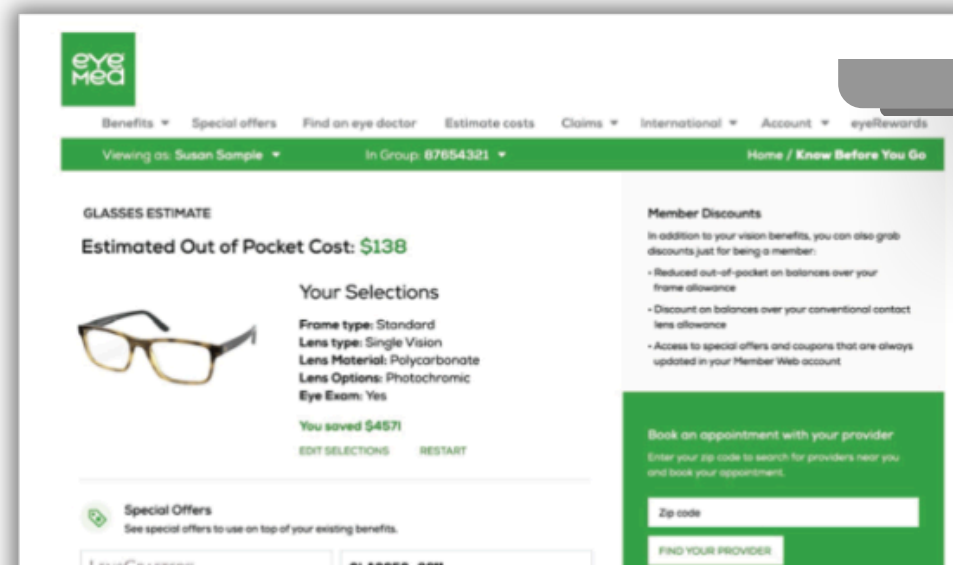 eye
med
Benefits Special offers Find an eye doctor Estimate costs Claims International Account eyeRewards
Viewing as: Susan Sample In Group: 87654321 Home / Know Before You Go
GLASSES ESTIMATE
Estimated Out of Pocket Cost: $138
Your Selections
Frame type: Standard
Lens type: Single Vision
Lens Material: Polycarbonate
Lens Options: Photochromic
Eye Exam: Yes
You saved $457!
EDIT SELECTIONS RESTART
Special Offers
See special offers to use on top of your existing benefits.
Member Discounts
In addition to your vision benefits, you can also grab
discounts just for being a member:
• Reduced out-of-pocket on balances over your
frame allowance
• Discount on balances over your conventional contact
lens allowance
• Access to special offers and coupons that are always
updated in your Member Web account
Book an appointment with your provider
Enter your zip code to search for providers near you
and book your appointment.
Zip code
FIND YOUR PROVIDER